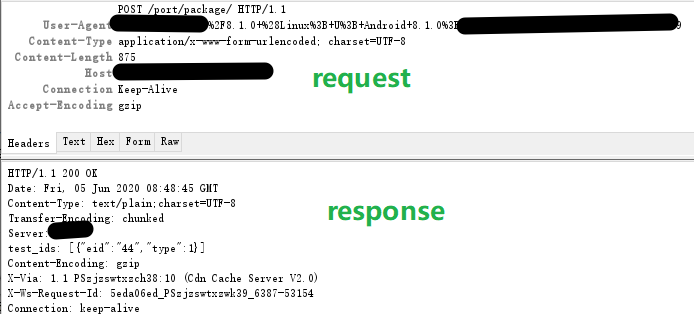 POST /port/package/ HTTP/1.1
User-Agent %2F8.1.0+%28Linux%3B+U%3B+Android+8.1.0%3B 9
Content-Type application/x-www-form-urlencoded; charset=UTF-8
Content-Length 875
Host
Connection Keep-Alive
Accept-Encoding gzip
request
Headers Text Hex Form Raw
HTTP/1.1 200 OK
Date: Fri, 05 Jun 2020 08:48:45 GMT
Content-Type: text/plain;charset=UTF-8
Transfer-Encoding: chunked
response
Server:
test_ids: [{"eid":"44","type":1}]
Content-Encoding: gzip
X-Via: 1.1 PSzjzswtxzch38:10 (Cdn Cache Server V2.0)
X-Ws-Request-Id: 5eda06ed_PSzjzswtxzwk39_6387-53154
Connection: keep-alive